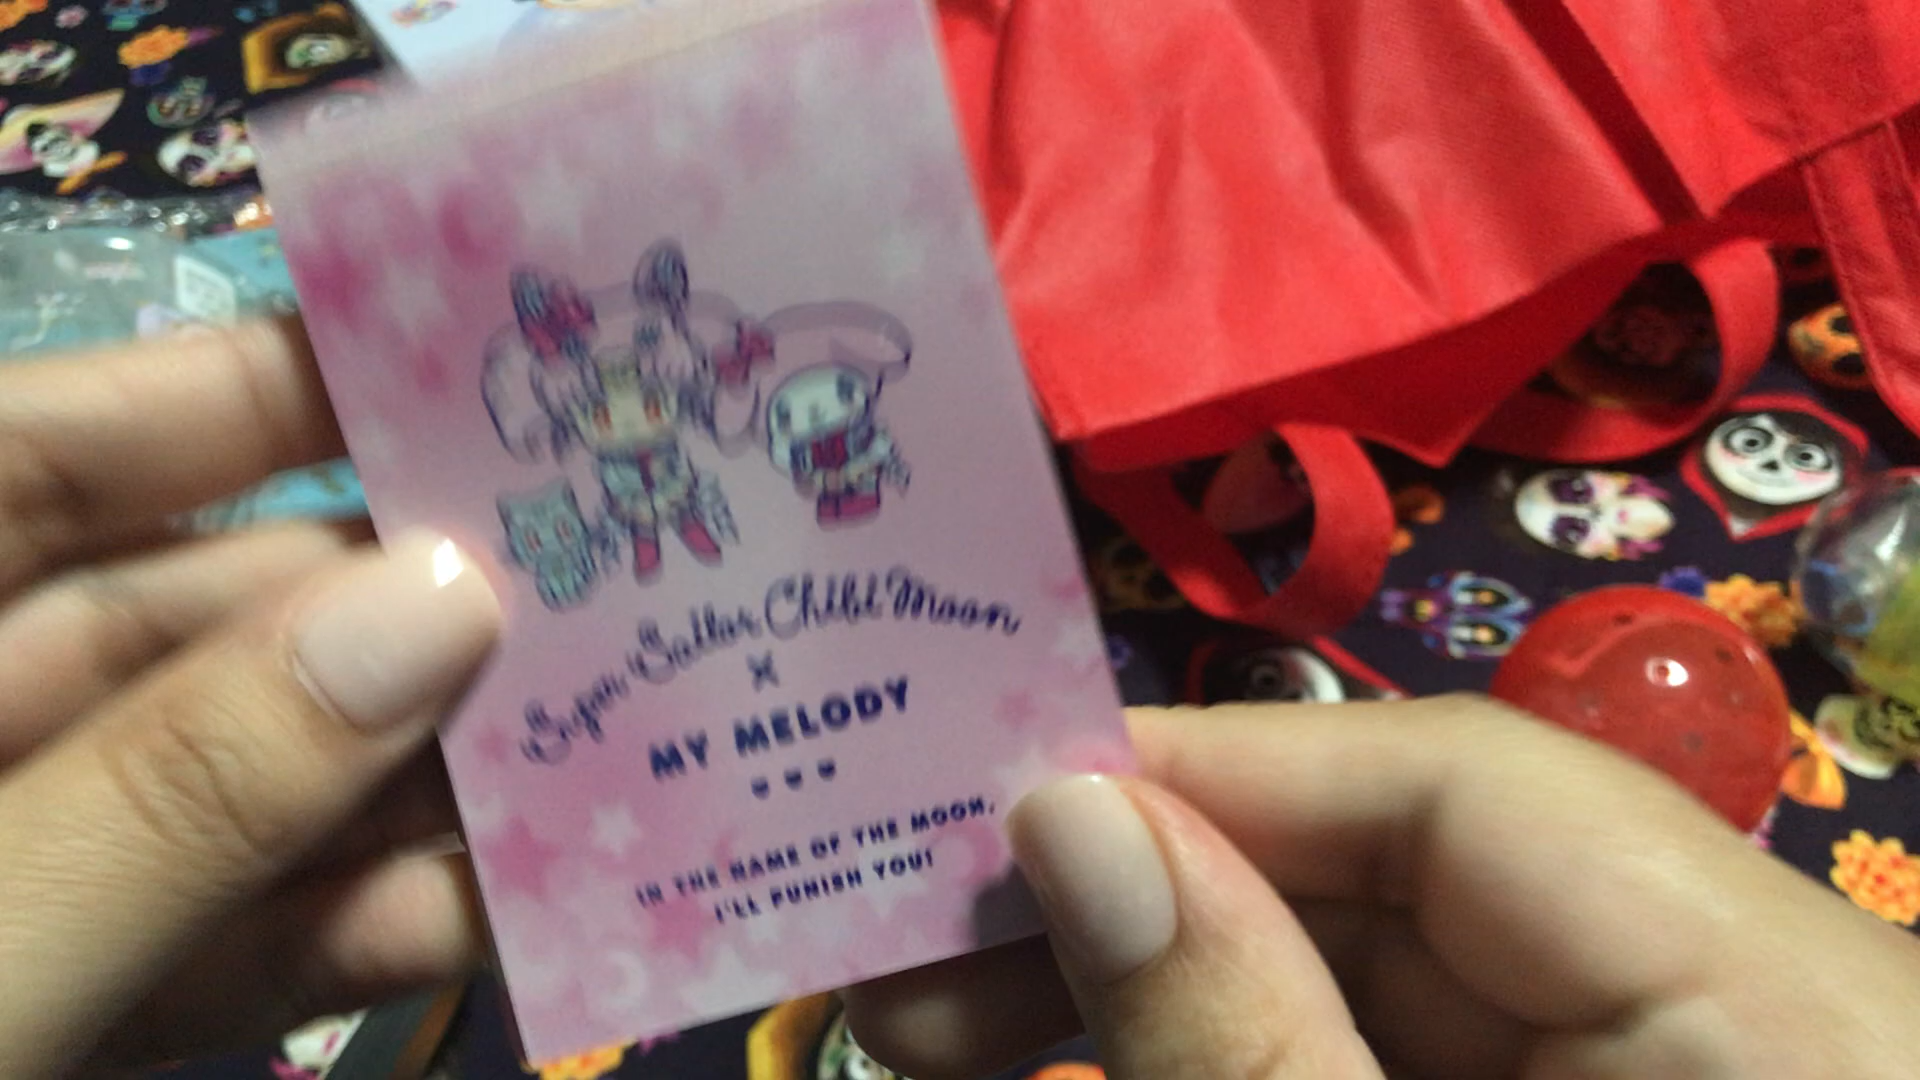 Super Sailor Chibi Moon
×
MY MELODY
IN THE NAME OF THE MOON,
I'LL PUNISH YOU!